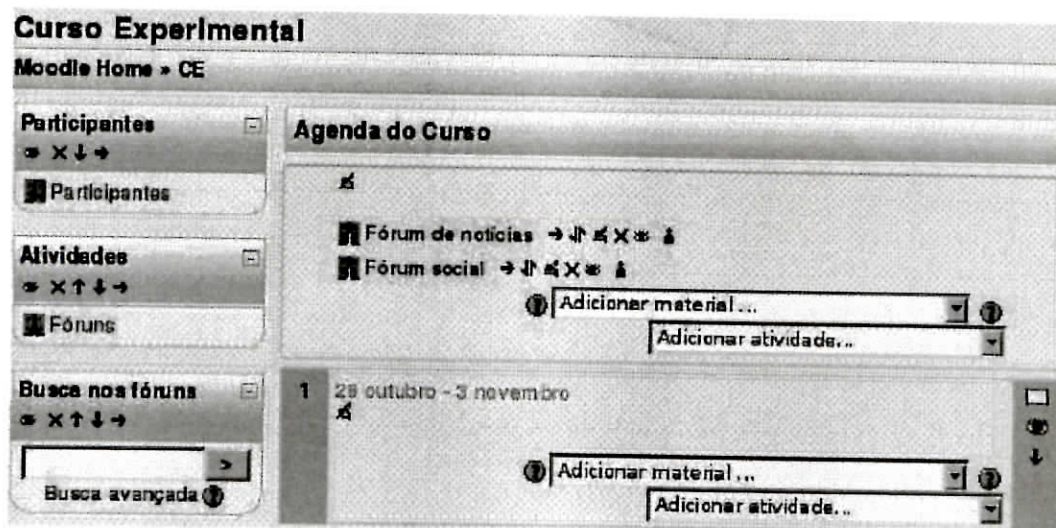 Curso Experimental
Moodle Home » CE
Participantes
Participantes
Atividades
Fóruns
Busca nos fóruns
>
Busca avançada
Agenda do Curso
Fórum de notícias
Fórum social
Adicionar material...
Adicionar atividade...
1 28 outubro - 3 novembro
Adicionar material...
Adicionar atividade...